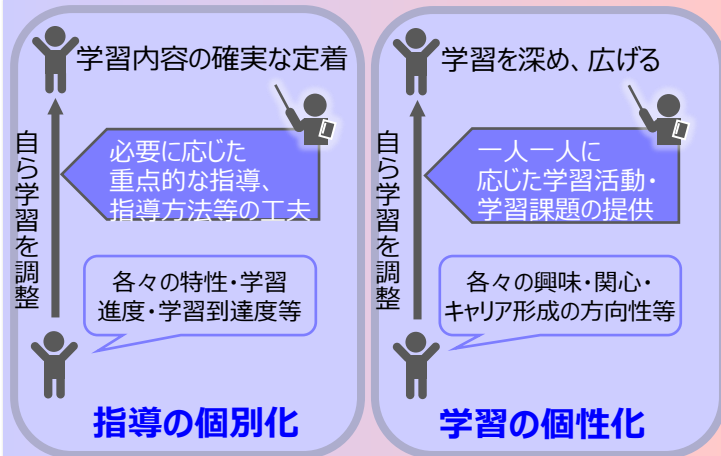 学習内容の確実な定着
自ら学習を調整
必要に応じた
重点的な指導、
指導方法等の工夫
各々の特性・学習
進度・学習到達度等
指導の個別化
学習を深め、広げる
自ら学習を調整
一人一人に
応じた学習活動・
学習課題の提供
各々の興味・関心・
キャリア形成の方向性等
学習の個性化